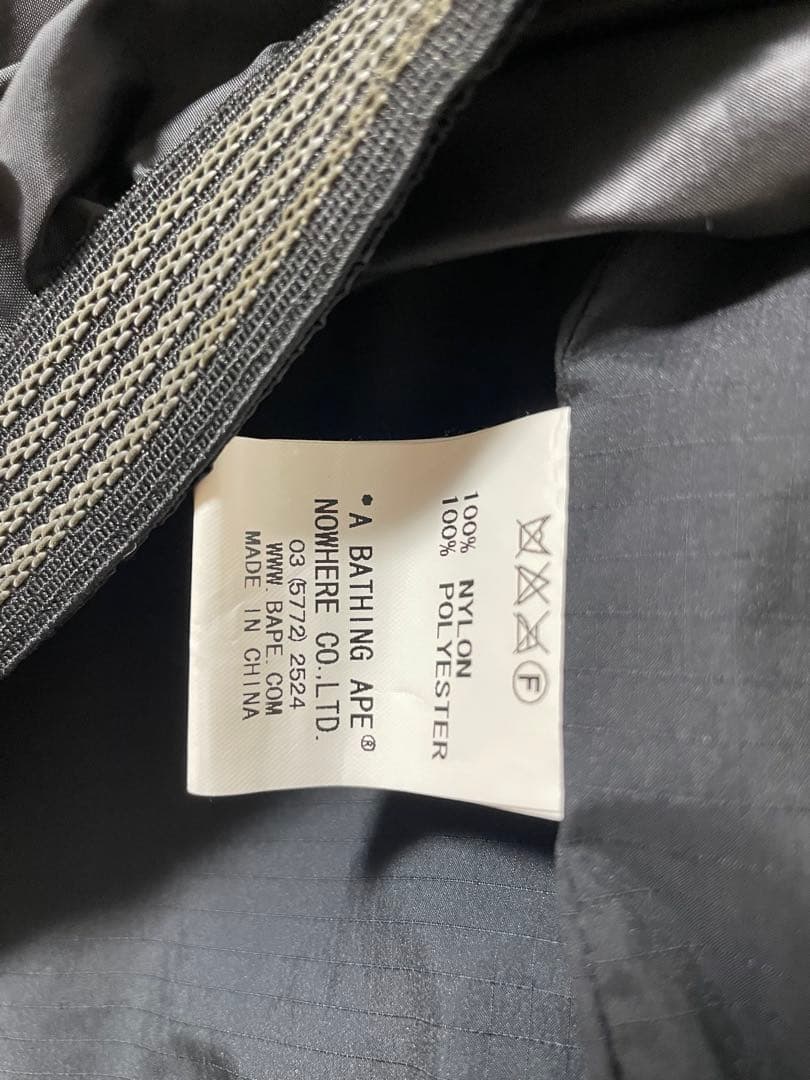 F
100% NYLON
100% POLYESTER
• A BATHING APE®
NOWHERE CO.,LTD.
03 (5772) 2524
WWW. BAPE. COM
MADE IN CHINA